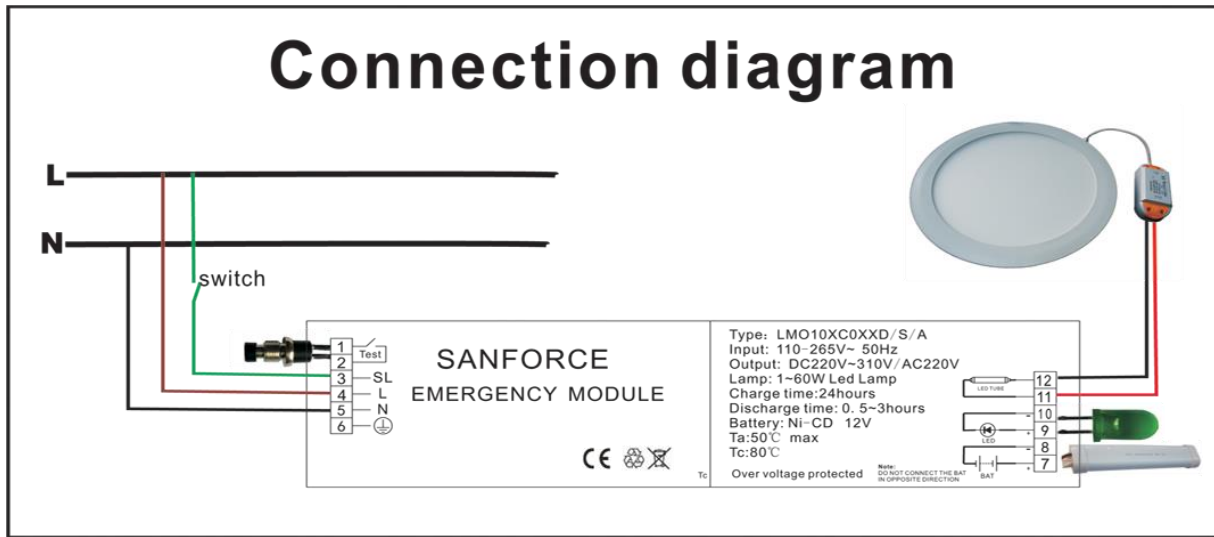 Connection diagram
L
N
switch
1
2
3
4
5
6
Test
SL
L
N
SANFORCE
EMERGENCY MODULE
CE
Tc
Type: LMO10XC0XXD/S/A
Input: 110-265V~ 50Hz
Output: DC220V~310V/AC220V
Lamp: 1~60W Led Lamp
Charge time:24hours
Discharge time: 0. 5~3hours
Battery: Ni-CD 12V
Ta:50℃ max
Tc:80℃
Over voltage protected
Note:
DO NOT CONNECT THE BAT
IN OPPOSITE DIRECTION
LED TUBE
LED
BAT
12
11
- 10
+ 9
- 8
+ 7